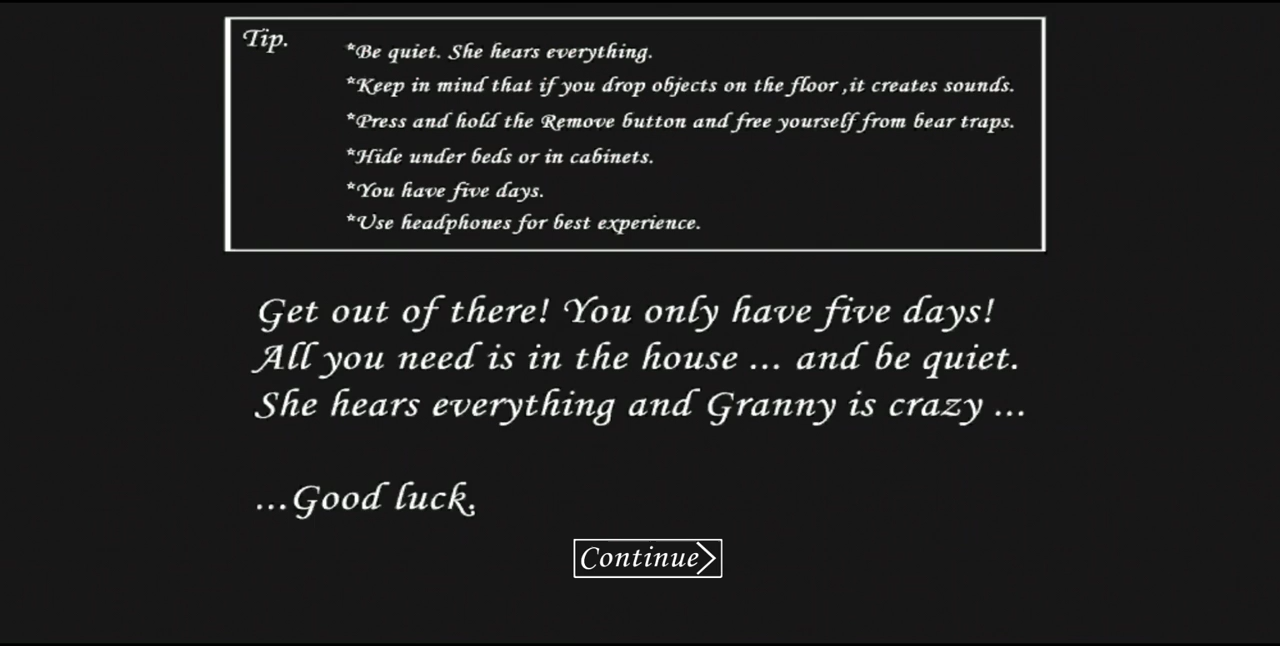 Tip.
*Be quiet. She hears everything.
*Keep in mind that if you drop objects on the floor ,it creates sounds.
*Press and hold the Remove button and free yourself from bear traps.
*Hide under beds or in cabinets.
*You have five days.
*Use headphones for best experience.
Get out of there! You only have five days!
All you need is in the house ... and be quiet.
She hears everything and Granny is crazy ...
...Good luck.
Continue